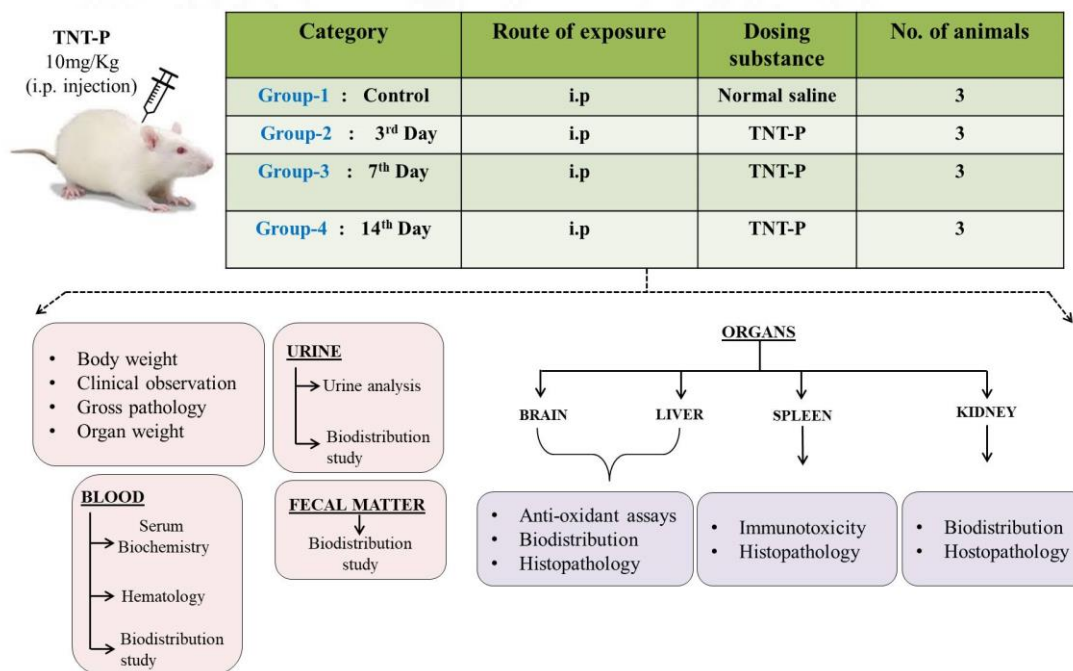 TNT-P
10mg/Kg
(i.p. injection)
Category Route of exposure Dosing substance No. of animals
Group-1 : Control i.p Normal saline 3
Group-2 : 3rd Day i.p TNT-P 3
Group-3 : 7th Day i.p TNT-P 3
Group-4 : 14th Day i.p TNT-P 3
• Body weight
• Clinical observation
• Gross pathology
• Organ weight
URINE
Urine analysis
Biodistribution
study
BLOOD
Serum
Biochemistry
Hematology
Biodistribution
study
FECAL MATTER
Biodistribution
study
ORGANS
BRAIN LIVER SPLEEN KIDNEY
• Anti-oxidant assays
• Biodistribution
• Histopathology
• Immunotoxicity
• Histopathology
• Biodistribution
• Hostopathology